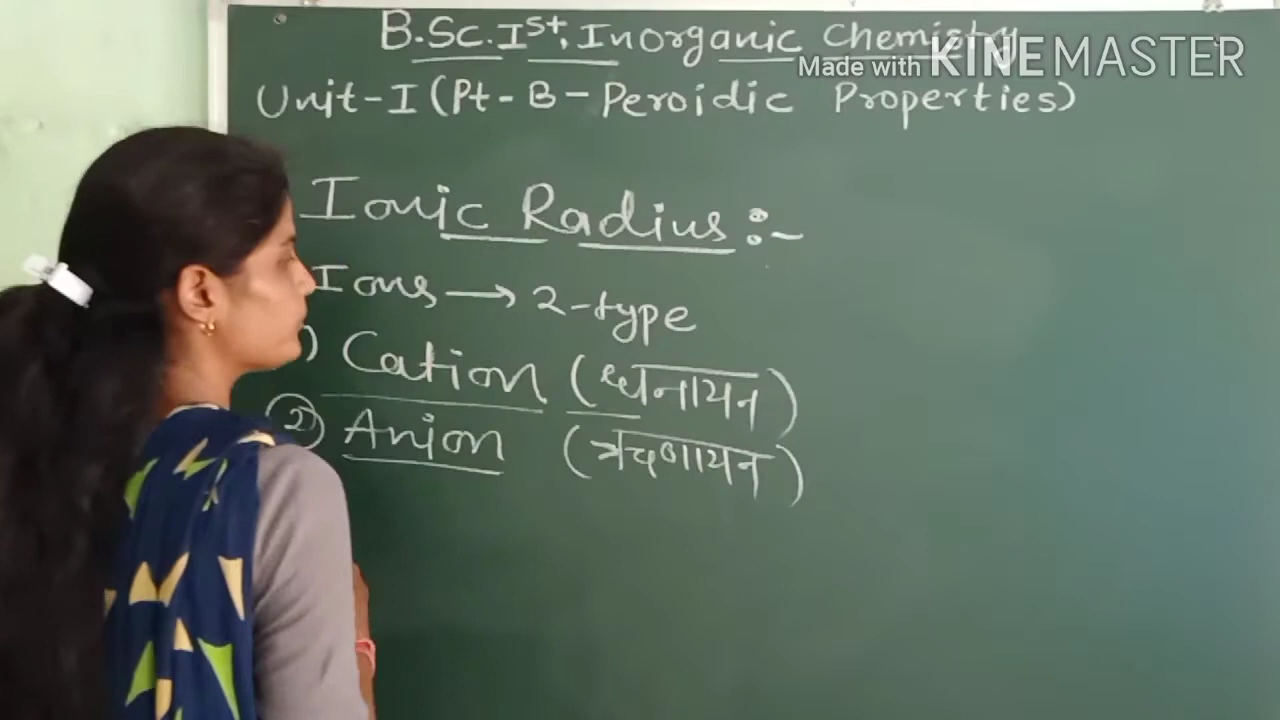 B.Sc. Ist. Inorganic Chemistry
Made with KINEMASTER
Unit-I (Pt-B-Peroidic Properties)
Ionic Radius :-
Ions → 2-type
) Cation (धनायन)
2) Anion (ऋणायन)